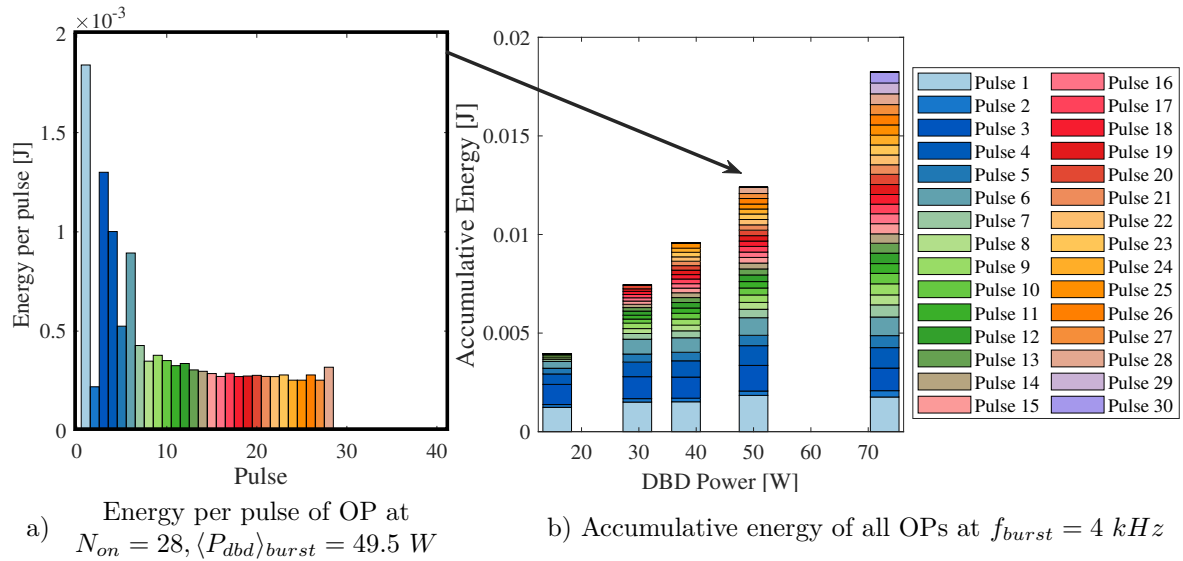 ×10⁻³
2
1.5
1
0.5
0
0
10
20
30
40
Energy per pulse [J]
Pulse
0.02
0.015
0.01
0.005
0
20
30
40
50
60
70
Accumulative Energy [J]
DBD Power [W]
Pulse 1
Pulse 2
Pulse 3
Pulse 4
Pulse 5
Pulse 6
Pulse 7
Pulse 8
Pulse 9
Pulse 10
Pulse 11
Pulse 12
Pulse 13
Pulse 14
Pulse 15
Pulse 16
Pulse 17
Pulse 18
Pulse 19
Pulse 20
Pulse 21
Pulse 22
Pulse 23
Pulse 24
Pulse 25
Pulse 26
Pulse 27
Pulse 28
Pulse 29
Pulse 30
a) Energy per pulse of OP at
N_on = 28, ⟨P_dbd⟩_burst = 49.5 W
b) Accumulative energy of all OPs at f_burst = 4 kHz